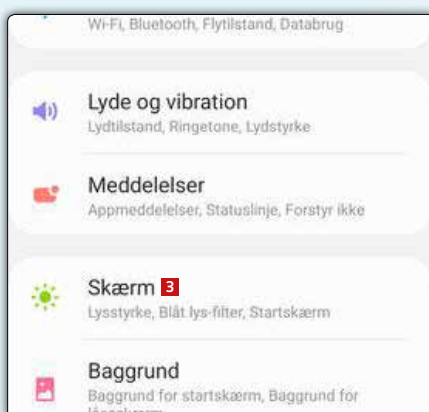 Wi-Fi, Bluetooth, Flytilstand, Databrug
Lyde og vibration
Lydtilstand, Ringetone, Lydstyrke
Meddelelser
Appmeddelelser, Statuslinje, Forstyr ikke
Skærm 3
Lysstyrke, Blåt lys-filter, Startskærm
Baggrund
Baggrund for startskærm, Baggrund for